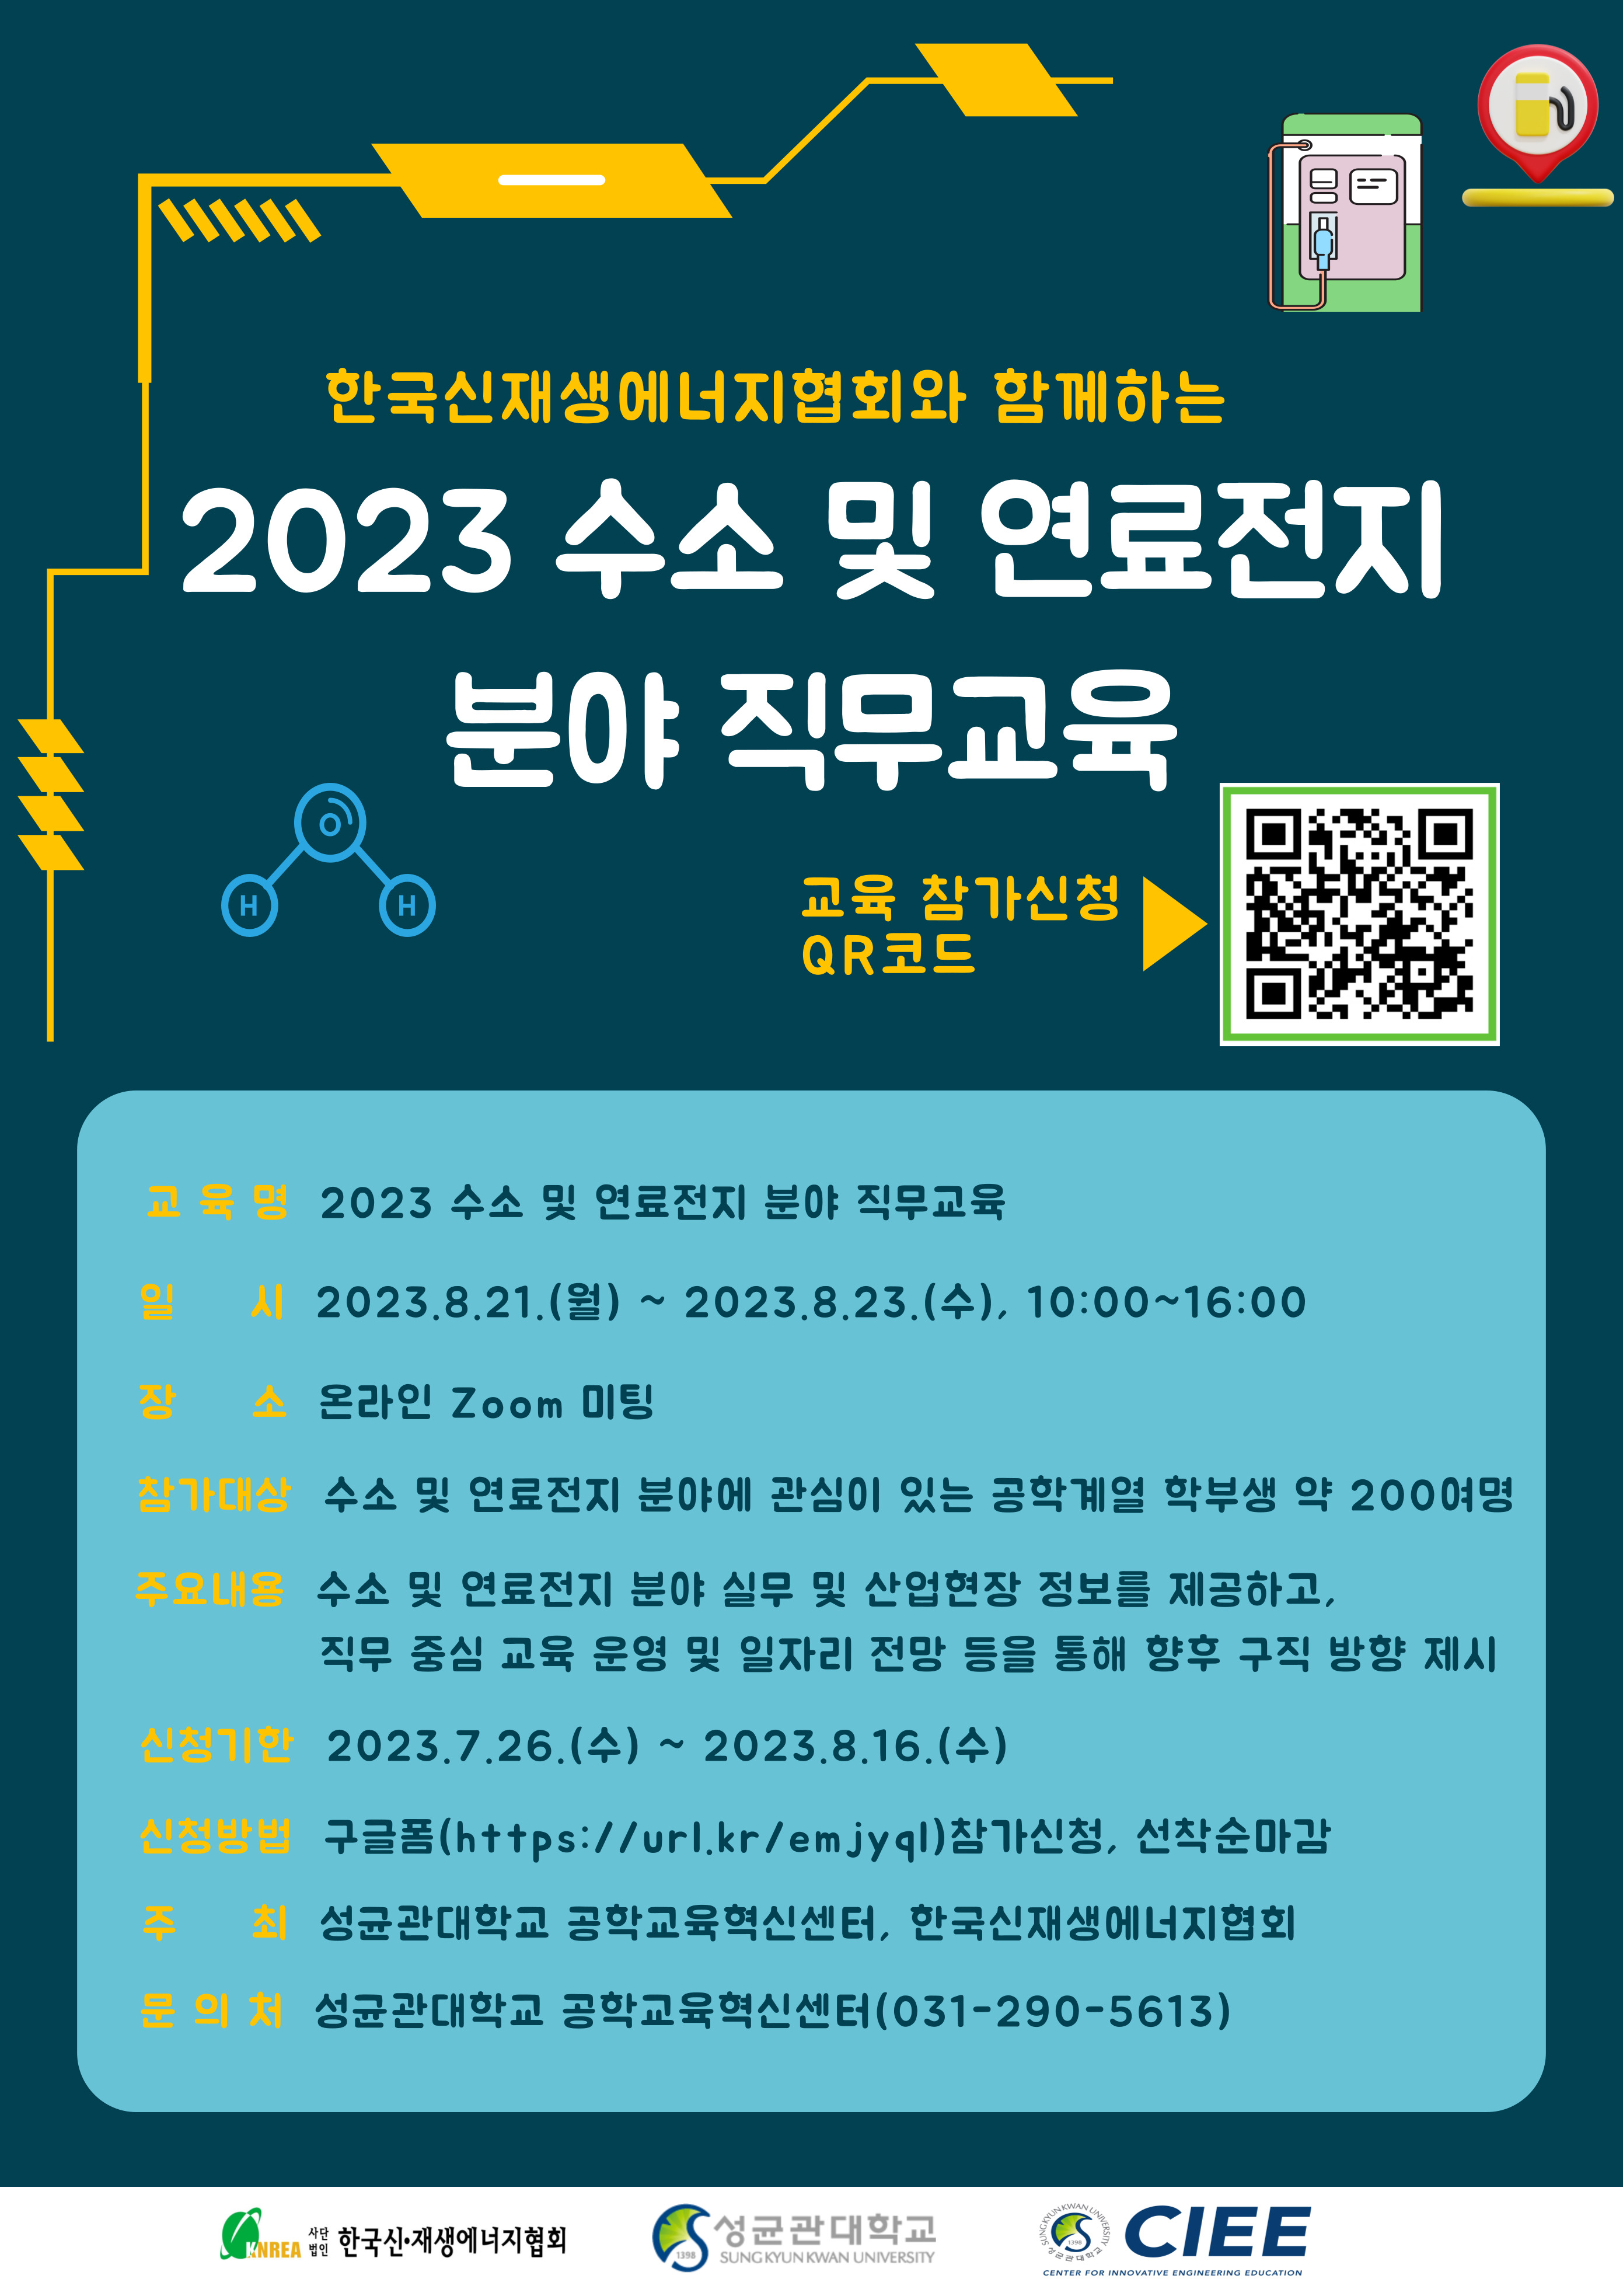 한국신재생에너지협회와 함께하는
2023 수소 및 연료전지
분야 직무교육
H
H
교육 참가신청
QR코드
교육명 2023 수소 및 연료전지 분야 직무교육
일 시 2023.8.21.(월) ~ 2023.8.23.(수), 10:00~16:00
장 소 온라인 Zoom 미팅
참가대상 수소 및 연료전지 분야에 관심이 있는 공학계열 학부생 약 200여명
주요내용 수소 및 연료전지 분야 실무 및 산업현장 정보를 제공하고,
직무 중심 교육 운영 및 일자리 전망 등을 통해 향후 구직 방향 제시
신청기한 2023.7.26.(수) ~ 2023.8.16.(수)
신청방법 구글폼(https://url.kr/emjyql)참가신청, 선착순마감
주 최 성균관대학교 공학교육혁신센터, 한국신재생에너지협회
문의처 성균관대학교 공학교육혁신센터(031-290-5613)
KNREA 사단법인 한국신·재생에너지협회
1398 성균관대학교
SUNG KYUN KWAN UNIVERSITY
SUNG KYUN KWAN UNIVERSITY 1398 성균관대학교
CIEE
CENTER FOR INNOVATIVE ENGINEERING EDUCATION